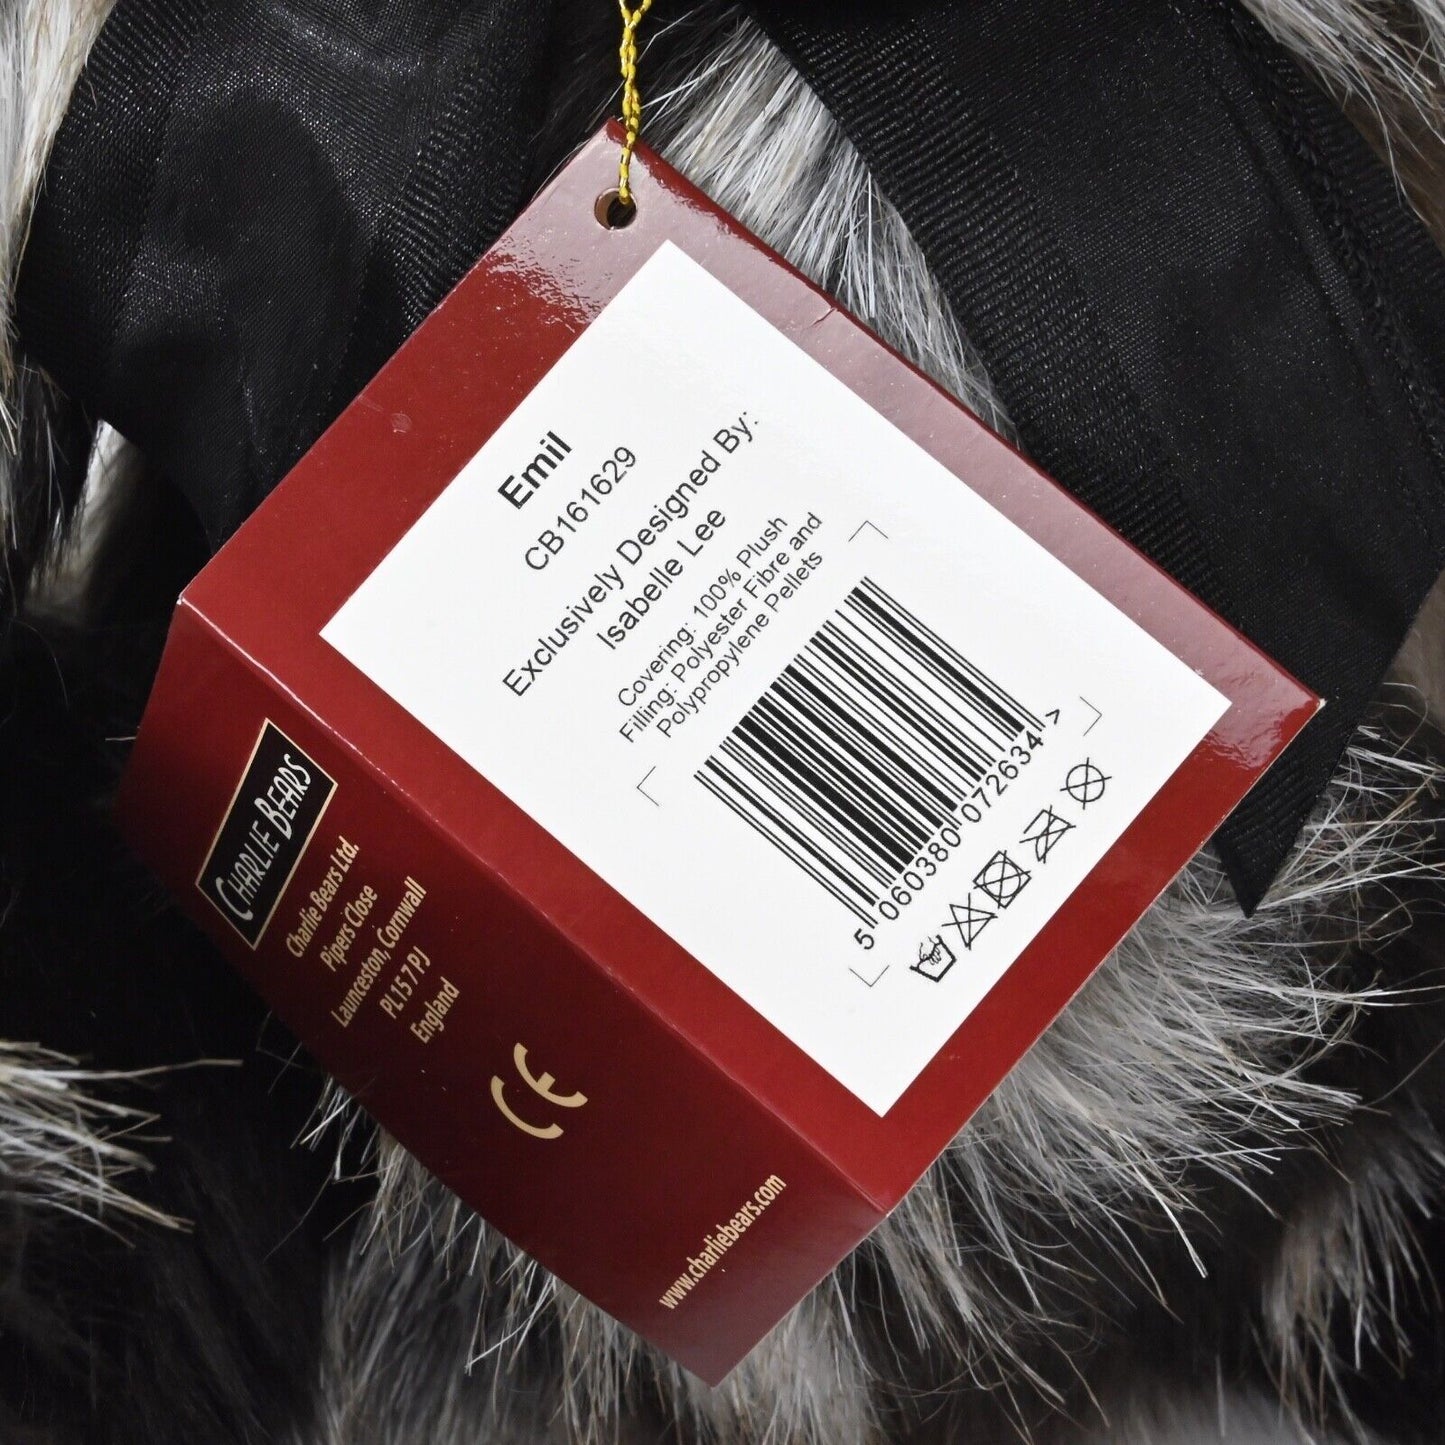 Emil
CB161629
Exclusively Designed By:
Isabelle Lee
Covering: 100% Plush
Filling: Polyester Fibre and
Polypropylene Pellets
5 060380 072634 >
CHARLIE BEARS
Charlie Bears Ltd.
Pipers Close
Launceston, Cornwall
PL15 7PJ
England
CE
www.charliebears.com